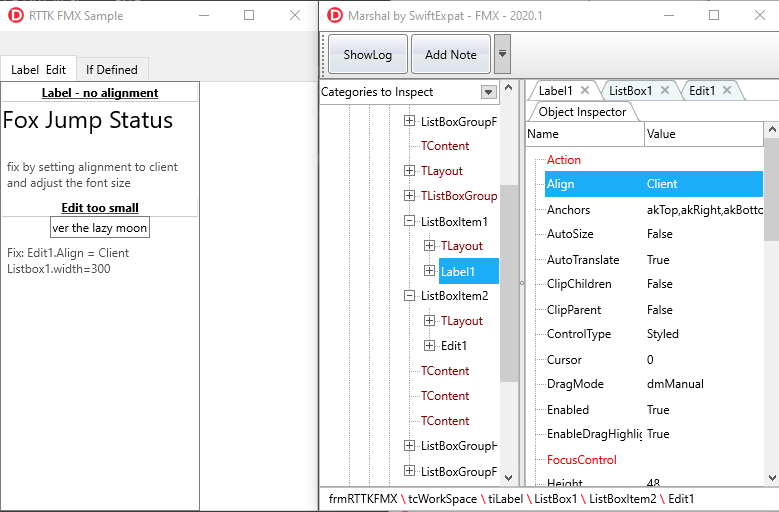 RTTK FMX Sample
Label Edit
If Defined
Label - no alignment
Fox Jump Status
fix by setting alignment to client
and adjust the font size
Edit too small
ver the lazy moon
Fix: Edit1.Align = Client
Listbox1.width=300
Marshal by SwiftExpat - FMX - 2020.1
ShowLog
Add Note
Categories to Inspect
ListBoxGroupF
TContent
TLayout
TListBoxGroup
ListBoxItem1
TLayout
Label1
ListBoxItem2
TLayout
Edit1
TContent
TContent
TContent
ListBoxGroupH
ListBoxGroupF
Label1
ListBox1
Edit1
Object Inspector
Name Value
Action
Align Client
Anchors akTop,akRight,akBotto
AutoSize False
AutoTranslate True
ClipChildren False
ClipParent False
ControlType Styled
Cursor 0
DragMode dmManual
Enabled True
EnableDragHighlig True
FocusControl
Height 48
frmRTTKFMX \ tcWorkSpace \ tiLabel \ ListBox1 \ ListBoxItem2 \ Edit1